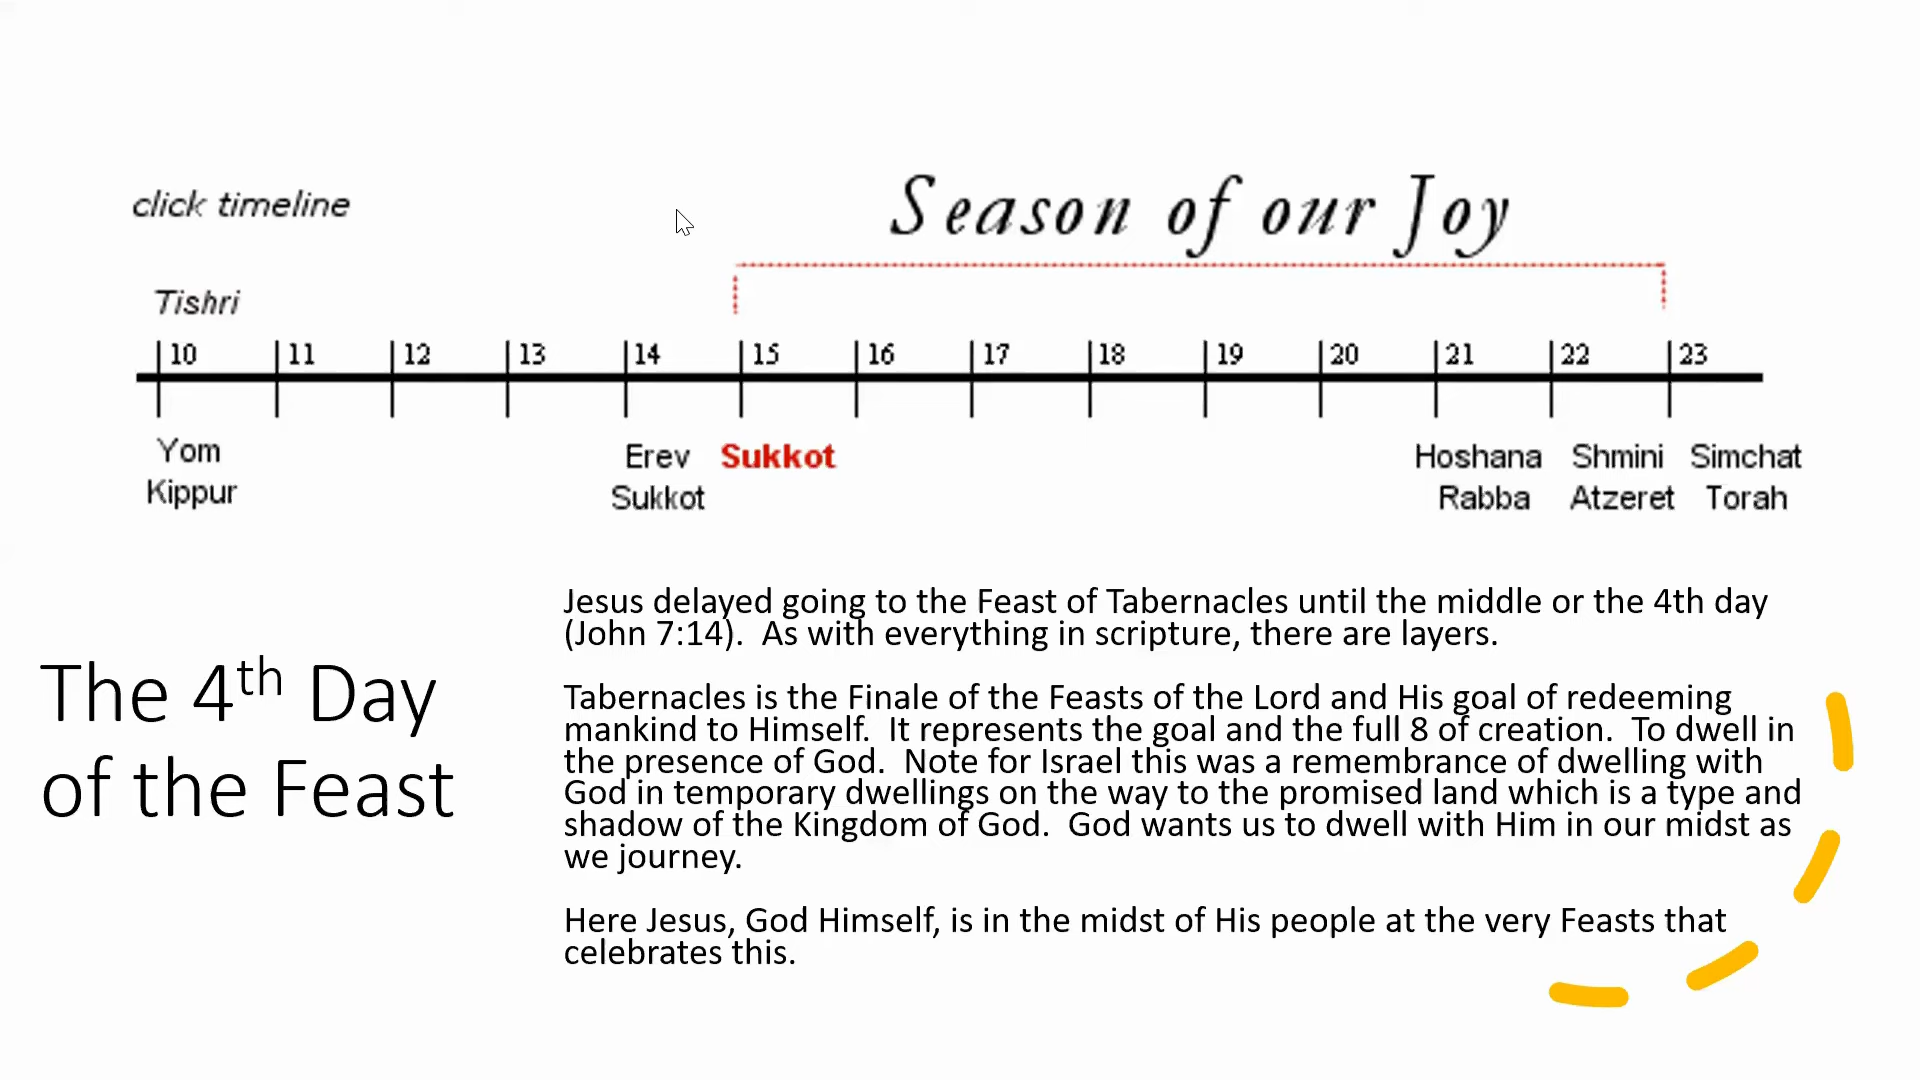 click timeline
Season of our Joy
Tishri
10 11 12 13 14 15 16 17 18 19 20 21 22 23
Yom Kippur
Erev Sukkot
Sukkot
Hoshana Rabba
Shmini Atzeret
Simchat Torah
The 4th Day
of the Feast
Jesus delayed going to the Feast of Tabernacles until the middle or the 4th day
(John 7:14).  As with everything in scripture, there are layers.
Tabernacles is the Finale of the Feasts of the Lord and His goal of redeeming
mankind to Himself.  It represents the goal and the full 8 of creation.  To dwell in
the presence of God.  Note for Israel this was a remembrance of dwelling with
God in temporary dwellings on the way to the promised land which is a type and
shadow of the Kingdom of God.  God wants us to dwell with Him in our midst as
we journey.
Here Jesus, God Himself, is in the midst of His people at the very Feasts that
celebrates this.